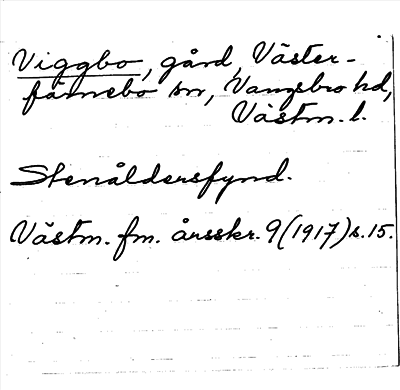 Viggbo, gård, Väster-
färnebo sn, Vangsbro hd,
Västm. l.
Stenåldersfynd.
Västm. fm. årsskr. 9 (1917) s. 15.